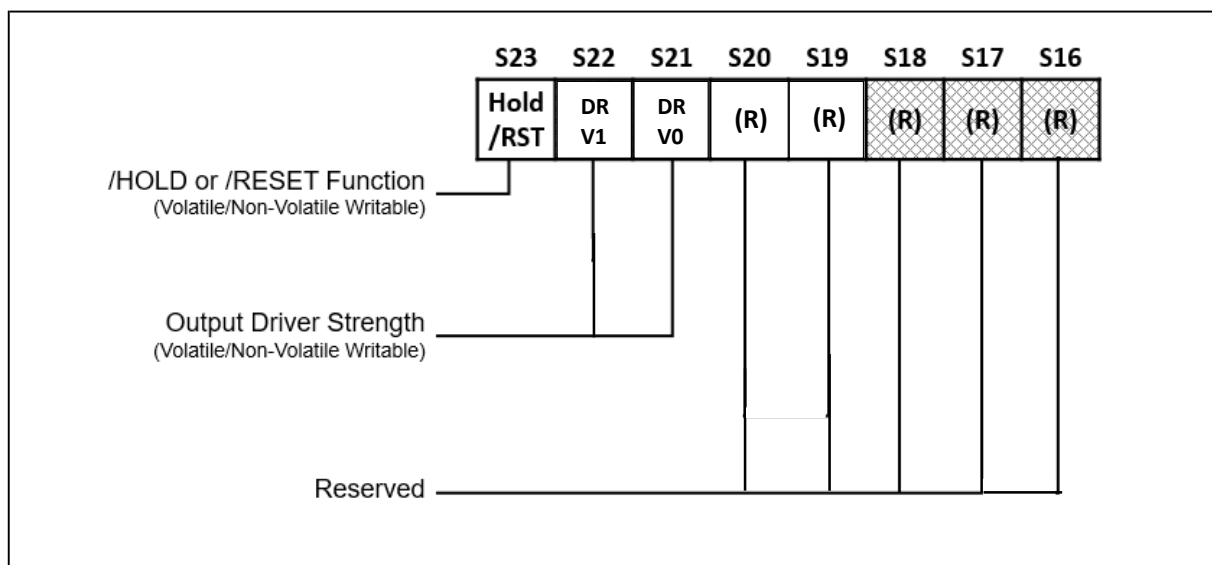 S23 S22 S21 S20 S19 S18 S17 S16
Hold /RST DR V1 DR V0 (R) (R) (R) (R) (R)
/HOLD or /RESET Function
(Volatile/Non-Volatile Writable)
Output Driver Strength
(Volatile/Non-Volatile Writable)
Reserved